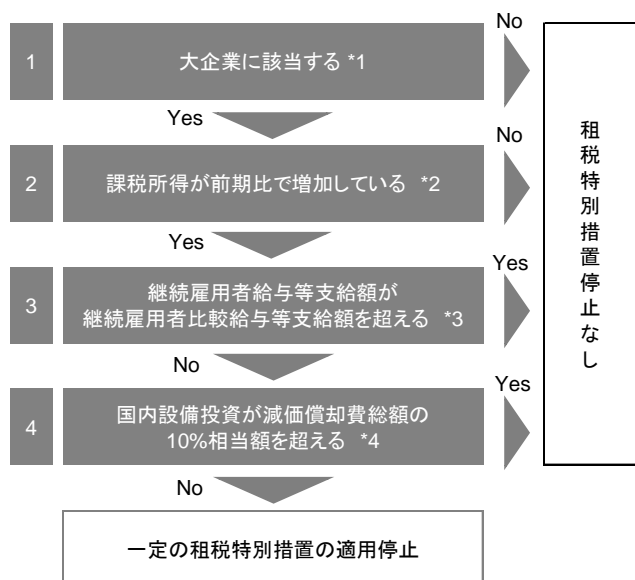 No
1
大企業に該当する *1
Yes
No
2
課税所得が前期比で増加している *2
Yes
Yes
3
継続雇用者給与等支給額が
継続雇用者比較給与等支給額を超える *3
No
Yes
4
国内設備投資が減価償却費総額の
10%相当額を超える *4
No
一定の租税特別措置の適用停止
租税特別措置停止なし